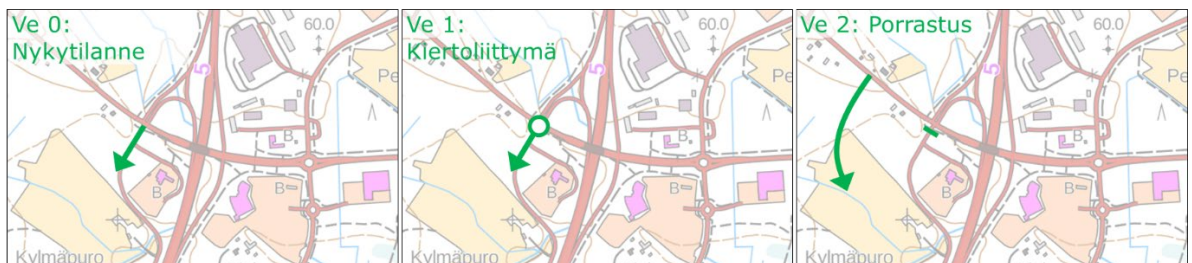 Ve 0:
Nykytilanne
60.0
5
Pe
B
B
B
Kylmäpuro
Ve 1:
Kiertoliittymä
60.0
5
Pe
B
B
B
Kylmäpuro
Ve 2: Porrastus
60.0
5
Pe
B
B
B
Kylmäpuro